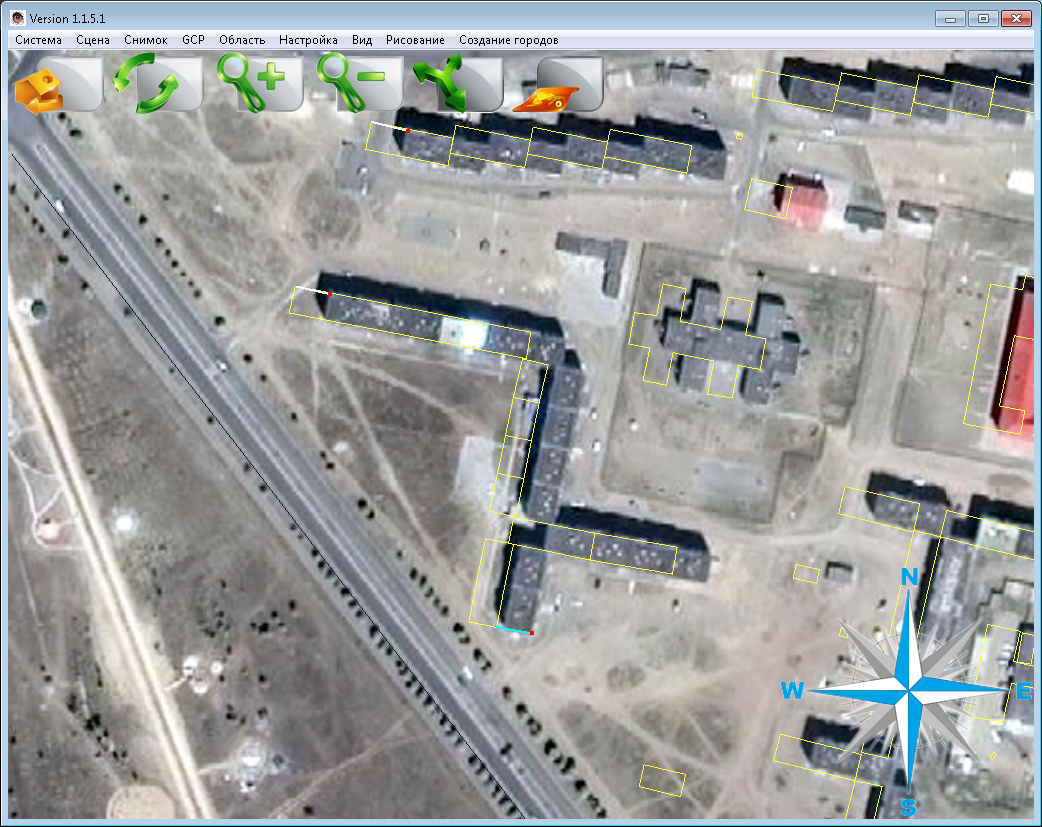 Version 1.1.5.1
Система Сцена Снимок GCP Область Настройка Вид Рисование Создание городов
N
W E
S